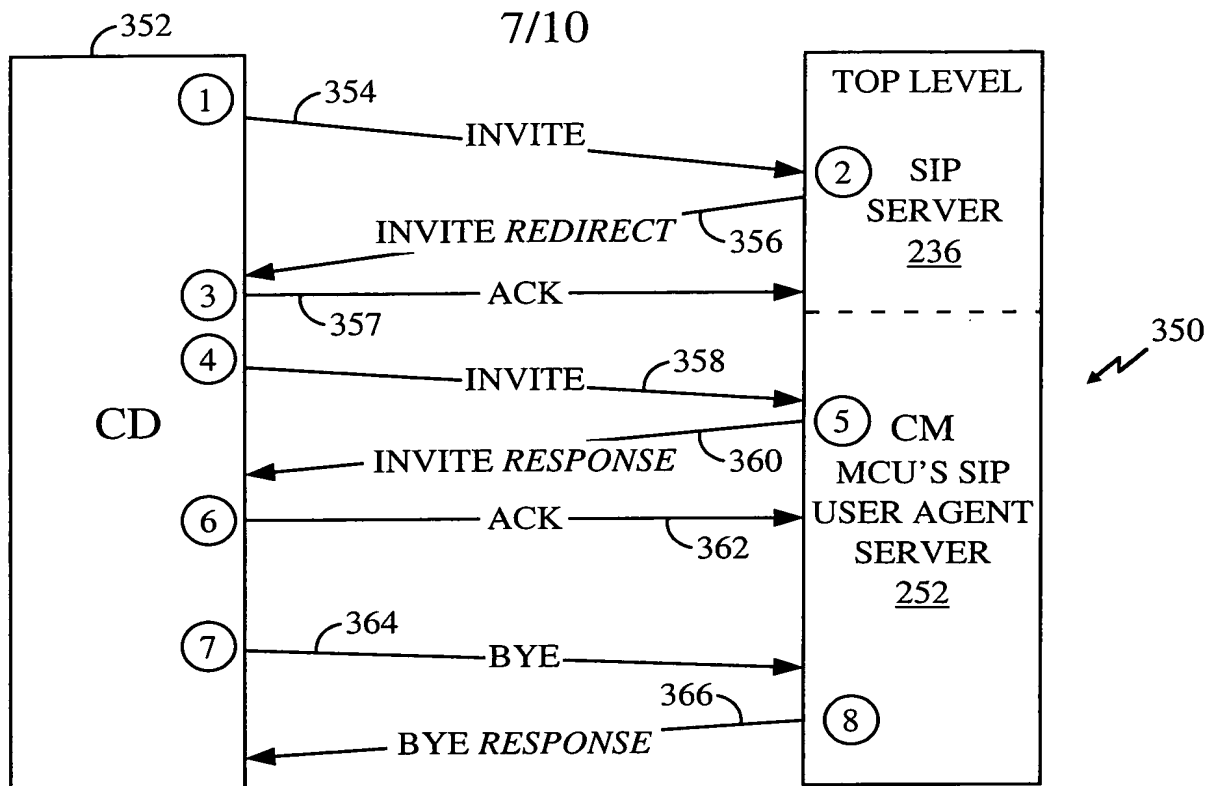 7/10
352
TOP LEVEL
1
354
INVITE
2
SIP
SERVER
236
INVITE REDIRECT
356
3
ACK
357
350
4
358
INVITE
CD
5
CM
MCU'S SIP
USER AGENT
SERVER
252
INVITE RESPONSE
360
6
ACK
362
7
364
BYE
366
8
BYE RESPONSE